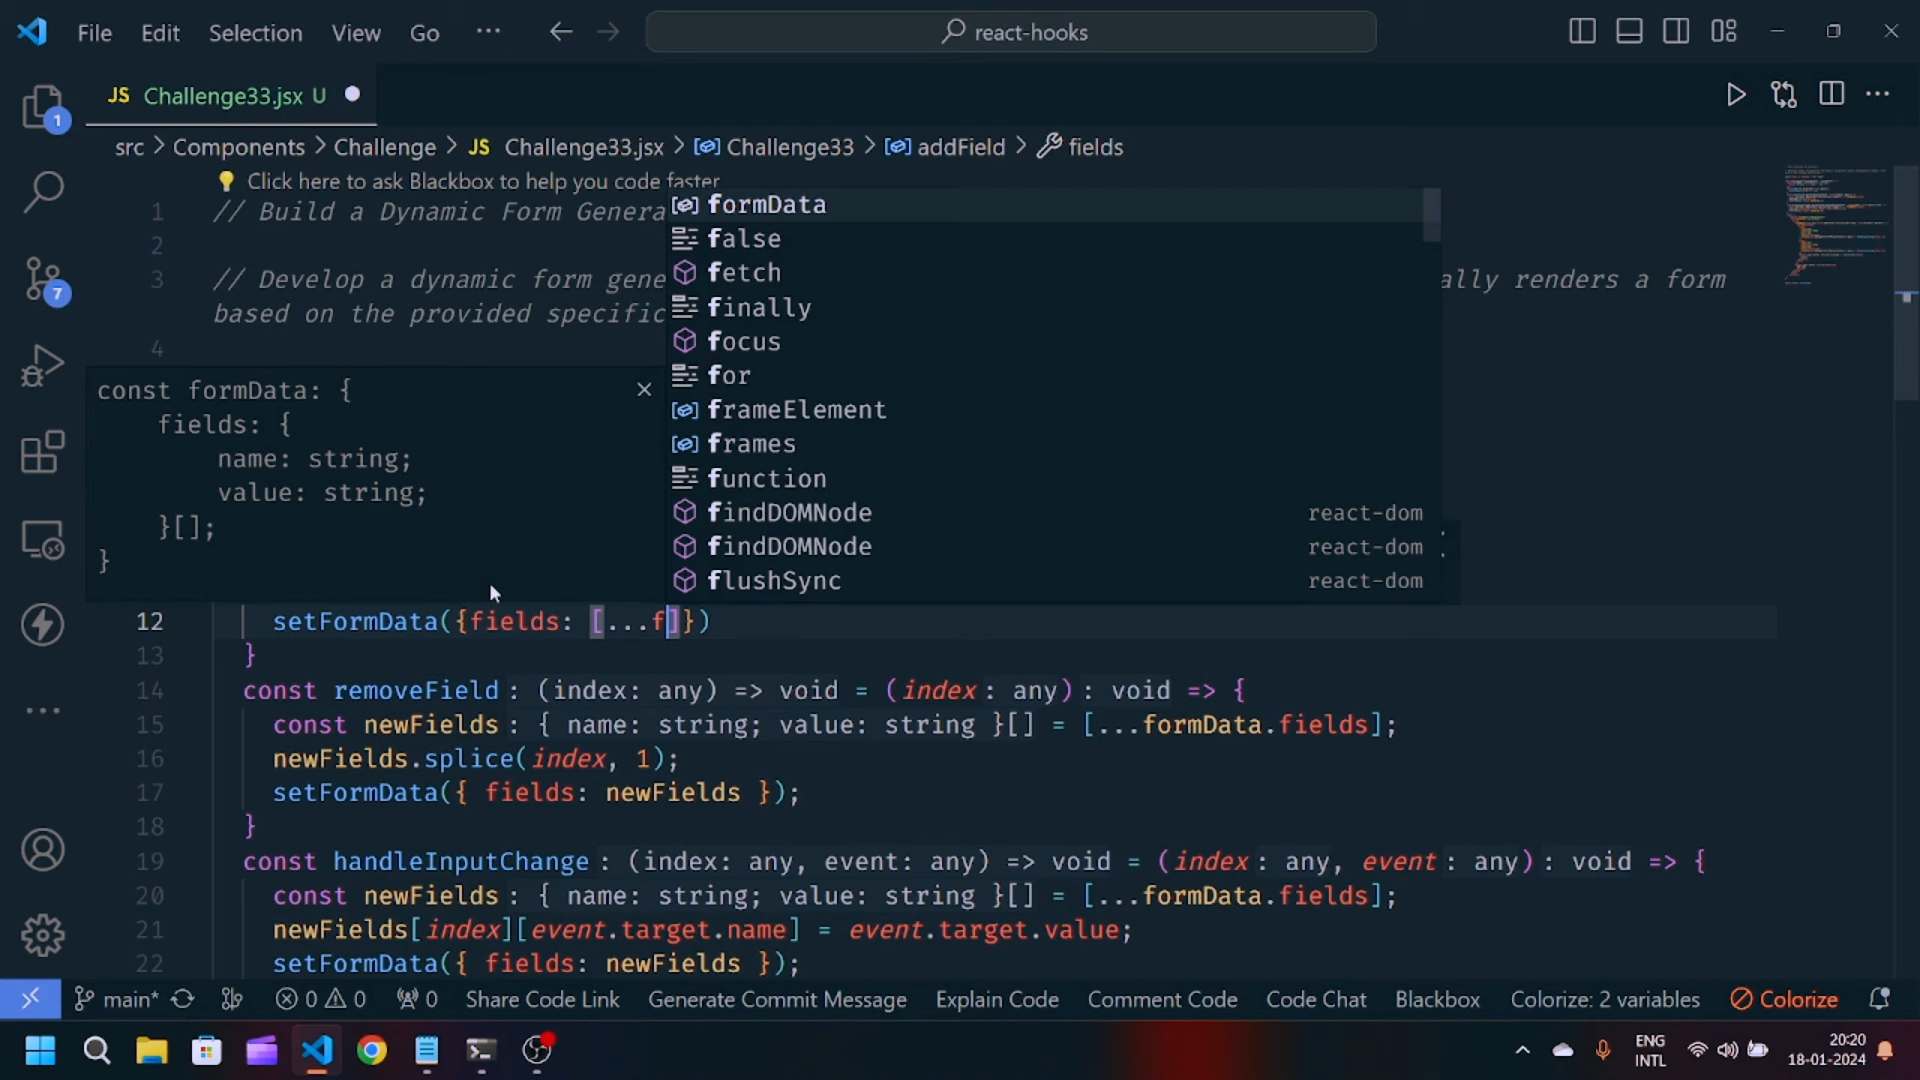 File Edit Selection View Go ··· react-hooks
JS Challenge33.jsx U
1
src > Components > Challenge > JS Challenge33.jsx > Challenge33 > addField > fields
💡 Click here to ask Blackbox to help you code faster
1 // Build a Dynamic Form Genera
2
3 // Develop a dynamic form gene ally renders a form
based on the provided specific
4
formData
false
fetch
finally
focus
for
frameElement
frames
function
findDOMNode react-dom
findDOMNode react-dom
flushSync react-dom
7
const formData: {
fields: {
name: string;
value: string;
}[];
}
12 setFormData({fields: [...f]})
13 }
14 const removeField: (index: any) => void = (index: any): void => {
15 const newFields: { name: string; value: string }[] = [...formData.fields];
16 newFields.splice(index, 1);
17 setFormData({ fields: newFields });
18 }
19 const handleInputChange: (index: any, event: any) => void = (index: any, event: any): void => {
20 const newFields: { name: string; value: string }[] = [...formData.fields];
21 newFields[index][event.target.name] = event.target.value;
22 setFormData({ fields: newFields });
main* 0 0 0 Share Code Link Generate Commit Message Explain Code Comment Code Code Chat Blackbox Colorize: 2 variables Colorize
ENG
INTL
20:20
18-01-2024